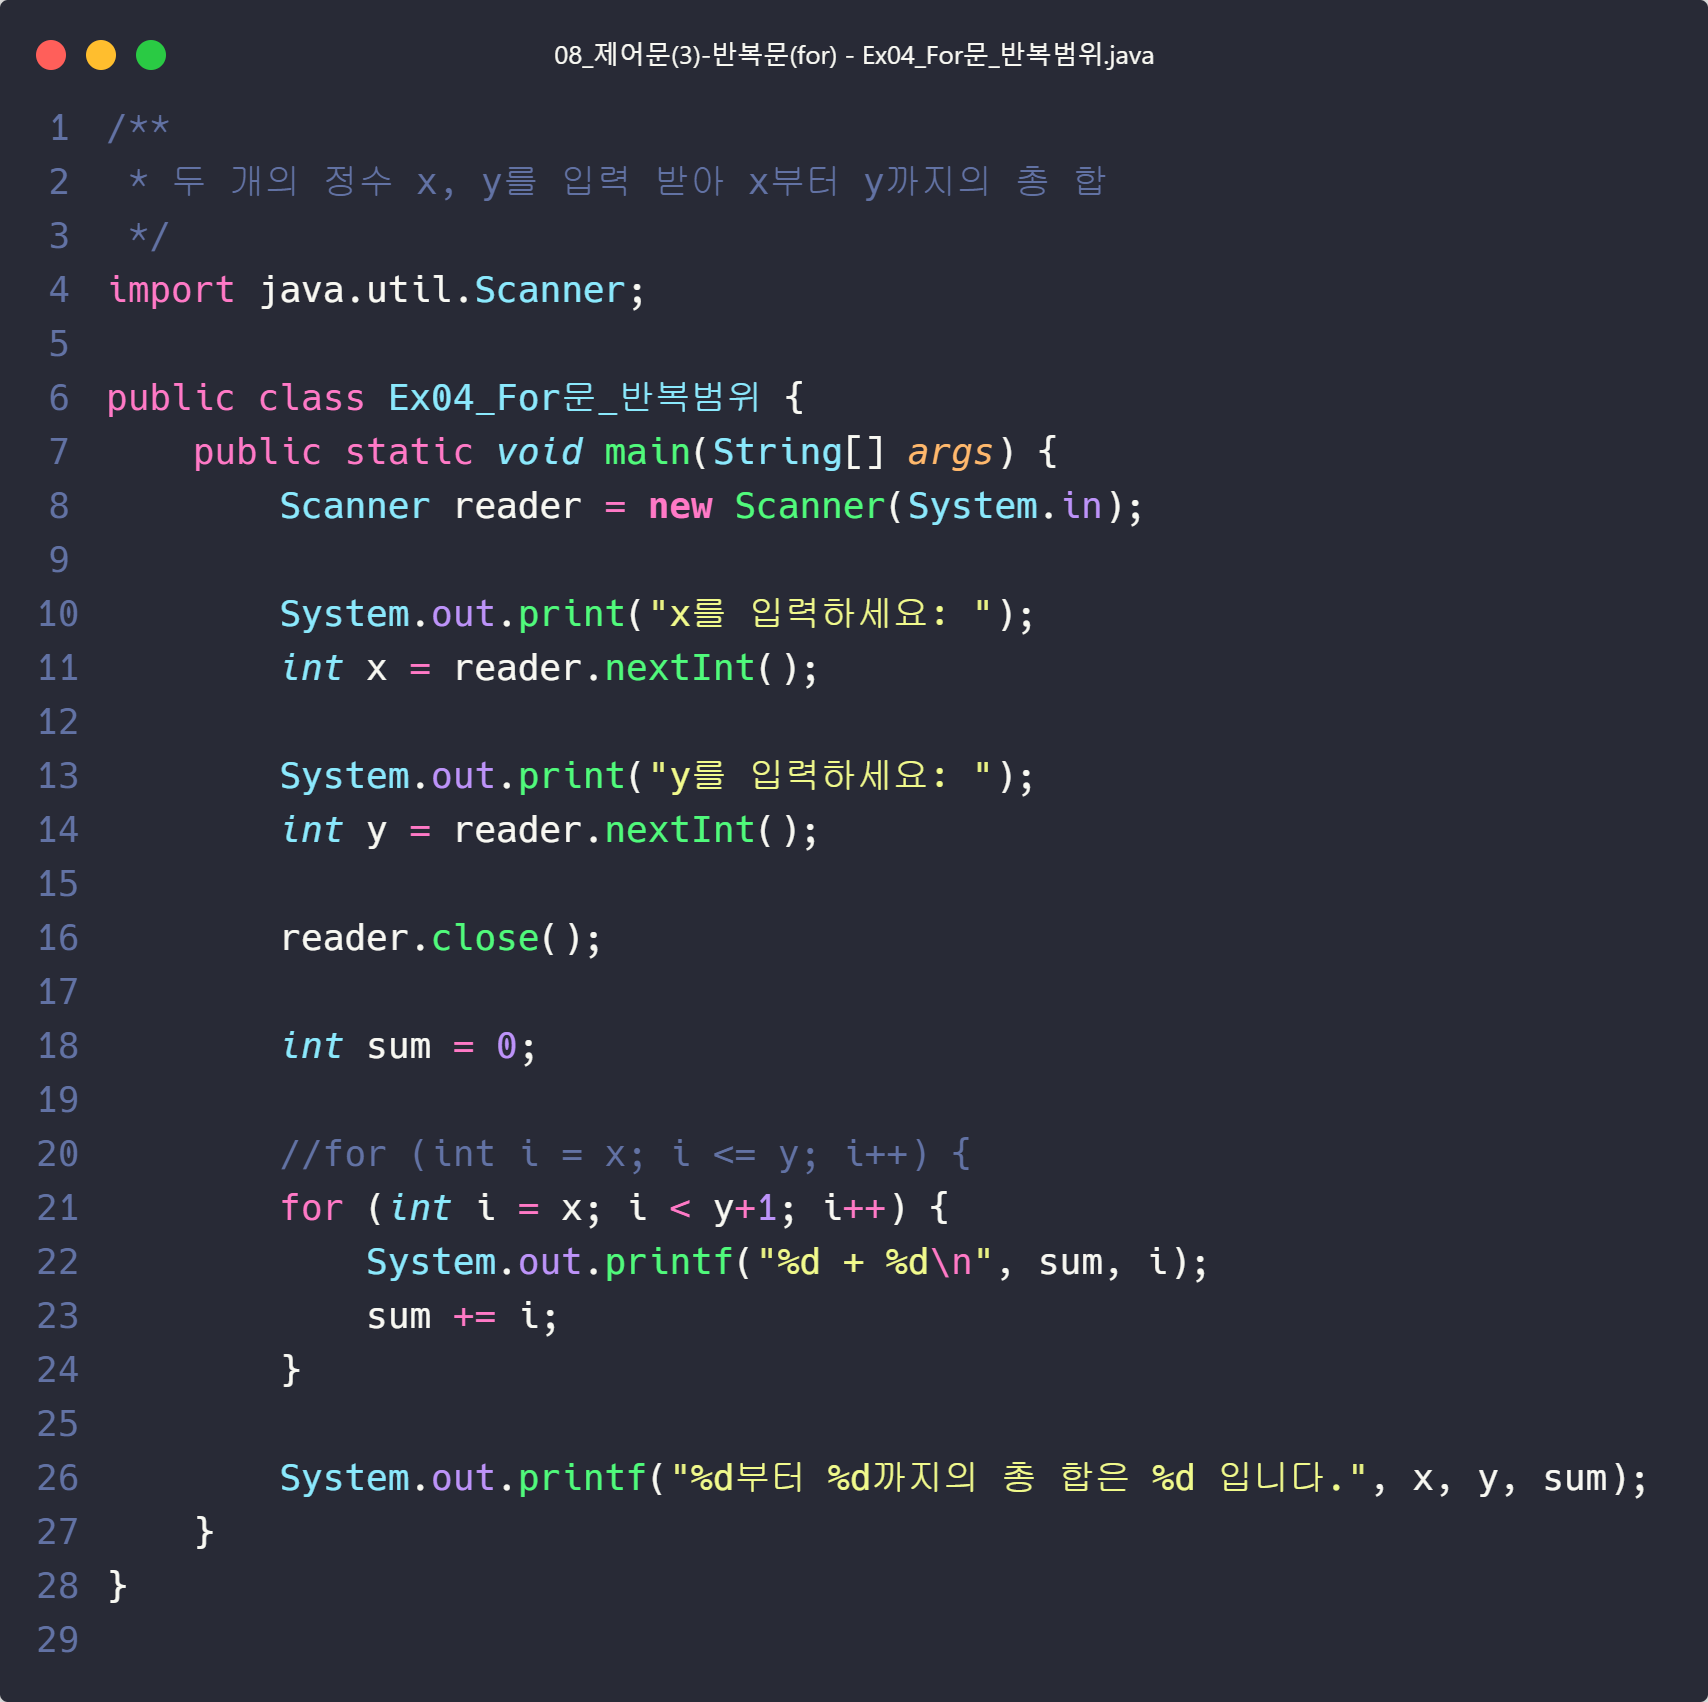 08_제어문(3)-반복문(for) - Ex04_For문_반복범위.java
1 /**
2  * 두 개의 정수 x, y를 입력 받아 x부터 y까지의 총 합
3  */
4 import java.util.Scanner;
5
6 public class Ex04_For문_반복범위 {
7     public static void main(String[] args) {
8         Scanner reader = new Scanner(System.in);
9
10         System.out.print("x를 입력하세요: ");
11         int x = reader.nextInt();
12
13         System.out.print("y를 입력하세요: ");
14         int y = reader.nextInt();
15
16         reader.close();
17
18         int sum = 0;
19
20         //for (int i = x; i <= y; i++) {
21         for (int i = x; i < y+1; i++) {
22             System.out.printf("%d + %d\n", sum, i);
23             sum += i;
24         }
25
26         System.out.printf("%d부터 %d까지의 총 합은 %d 입니다.", x, y, sum);
27     }
28 }
29